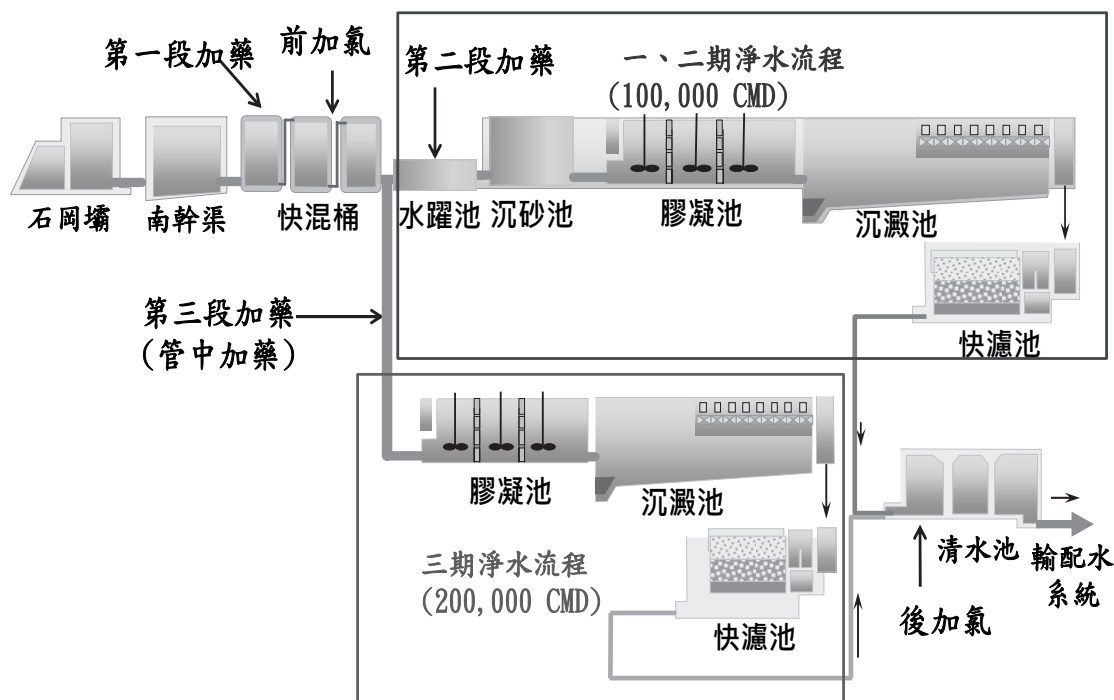 第一段加藥
前加氯
第二段加藥
一、二期淨水流程
(100,000 CMD)
石岡壩
南幹渠
快混桶
水躍池
沉砂池
膠凝池
沉澱池
快濾池
第三段加藥
(管中加藥)
膠凝池
沉澱池
三期淨水流程
(200,000 CMD)
快濾池
清水池
輸配水
系統
後加氯